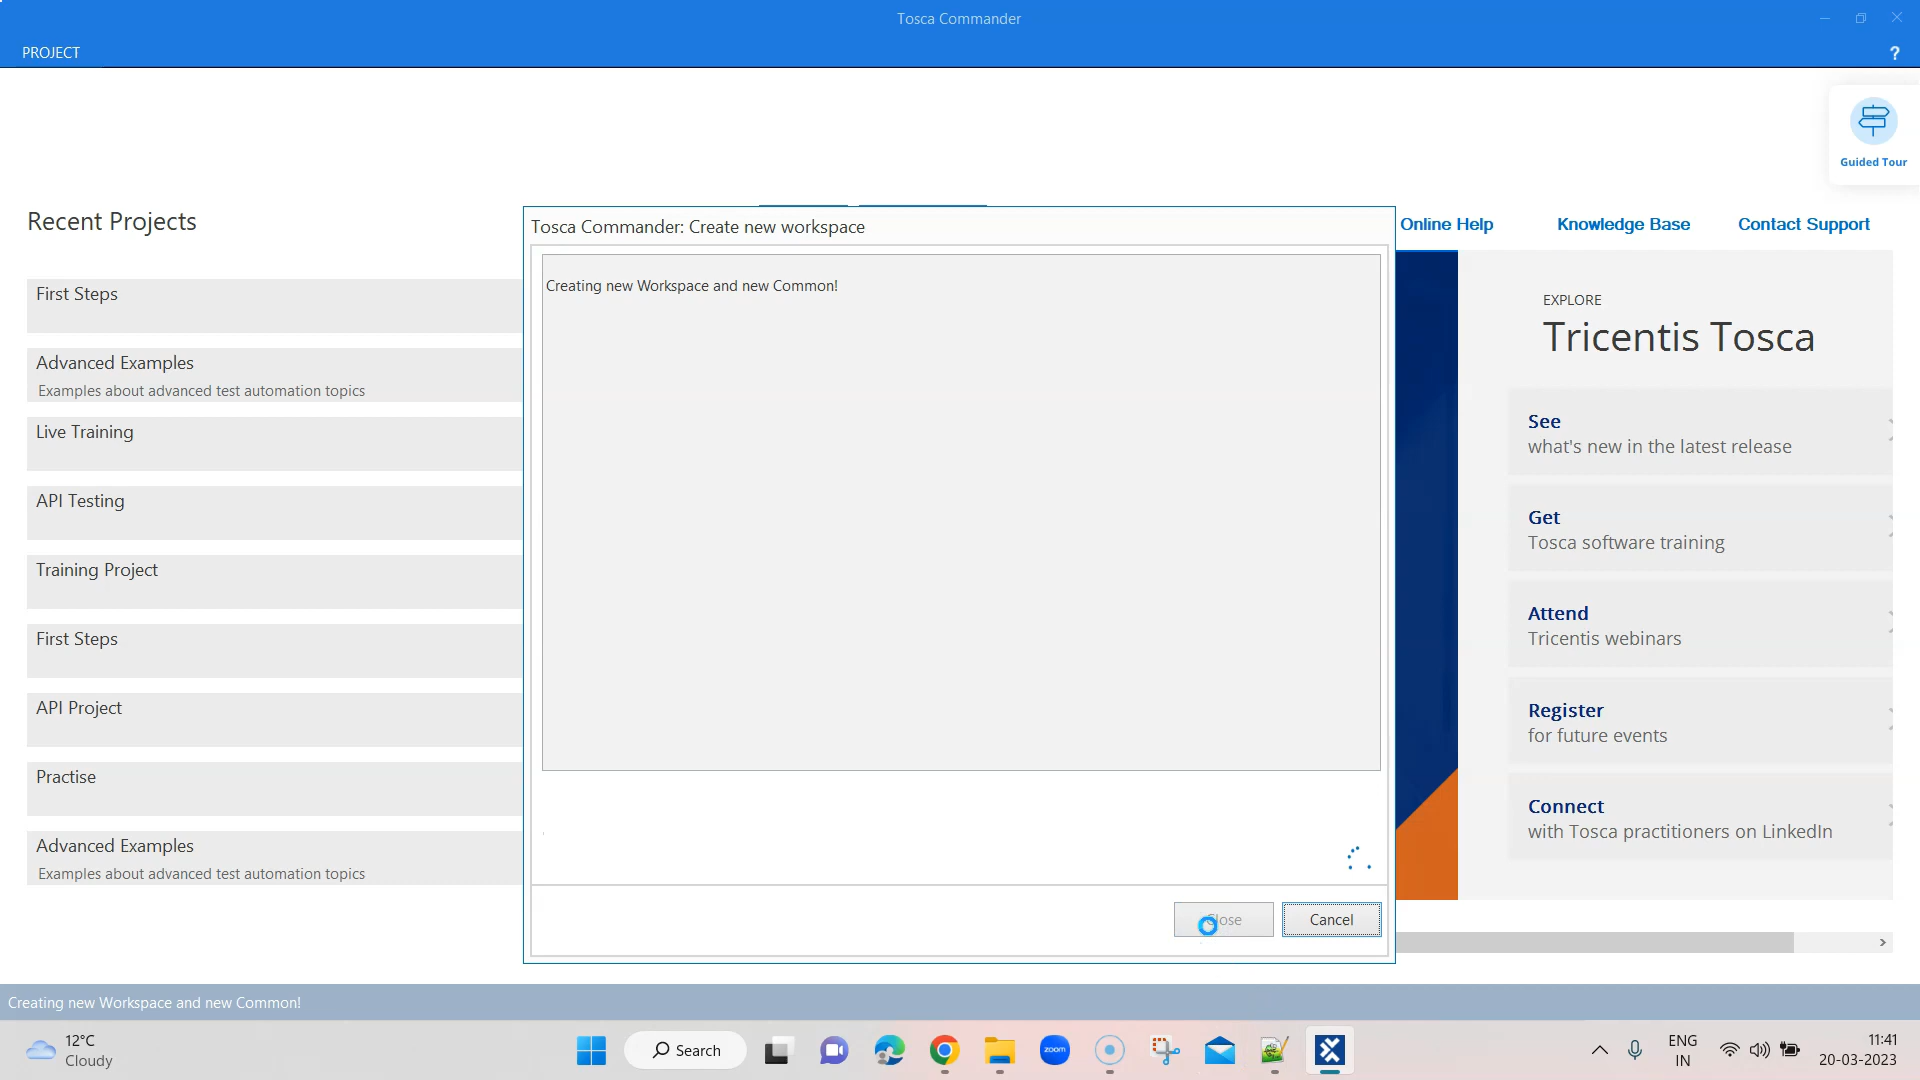 Tosca Commander
PROJECT
?
Guided Tour
Recent Projects
First Steps
Advanced Examples
Examples about advanced test automation topics
Live Training
API Testing
Training Project
First Steps
API Project
Practise
Advanced Examples
Examples about advanced test automation topics
Tosca Commander: Create new workspace
Creating new Workspace and new Common!
Close
Cancel
Online Help
Knowledge Base
Contact Support
EXPLORE
Tricentis Tosca
See
what's new in the latest release
Get
Tosca software training
Attend
Tricentis webinars
Register
for future events
Connect
with Tosca practitioners on LinkedIn
Creating new Workspace and new Common!
12°C
Cloudy
Search
zoom
ENG
IN
11:41
20-03-2023